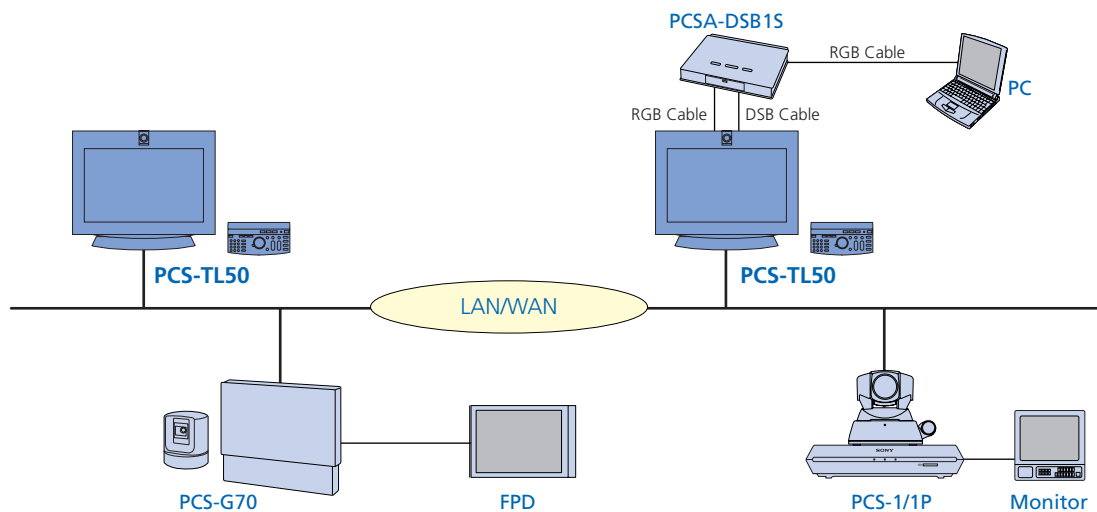 PCSA-DSB1S
RGB Cable
PC
RGB Cable
DSB Cable
PCS-TL50
PCS-TL50
LAN/WAN
SONY
PCS-G70
FPD
PCS-1/1P
Monitor